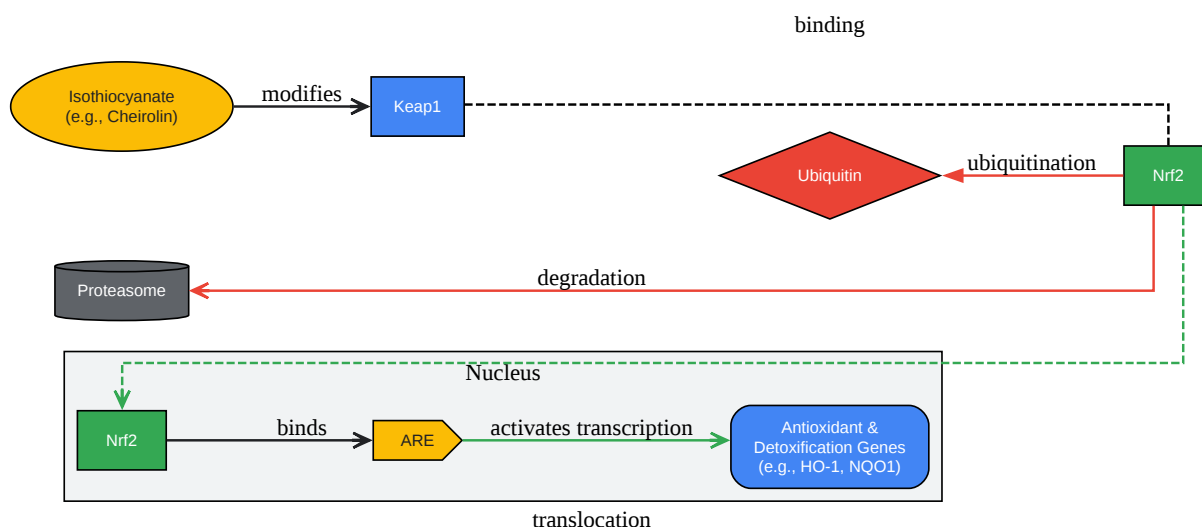 binding
Isothiocyanate
(e.g., Cheirolin)
modifies
Keap1
Ubiquitin
ubiquitination
Nrf2
Proteasome
degradation
Nucleus
Nrf2
binds
ARE
activates transcription
Antioxidant &
Detoxification Genes
(e.g., HO-1, NQO1)
translocation